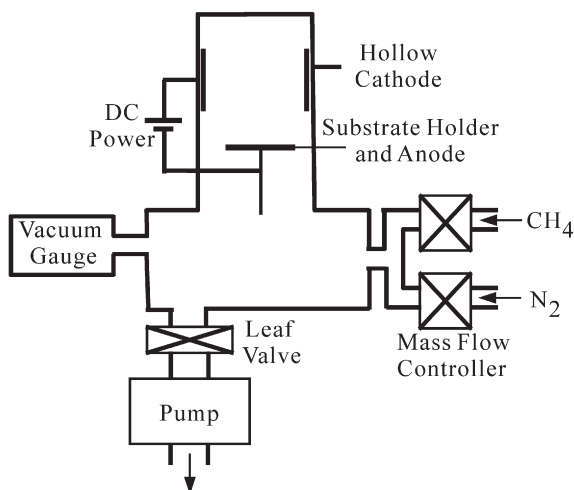 Hollow
Cathode
DC
Power
Substrate Holder
and Anode
Vacuum
Gauge
CH4
N2
Leaf
Valve
Mass Flow
Controller
Pump